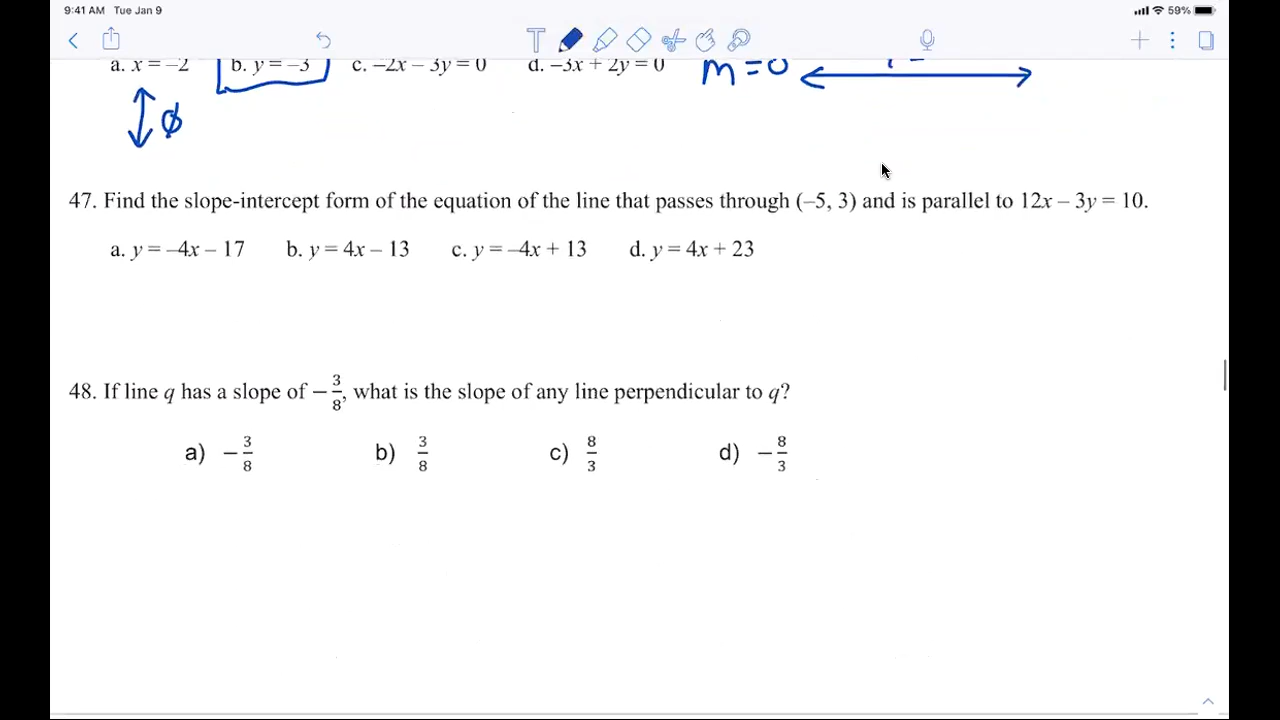 9:41 AM Tue Jan 9
59%
a. x = –2 b. y = –3 c. –2x – 3y = 0 d. –3x + 2y = 0 m = 0
Ø
47. Find the slope-intercept form of the equation of the line that passes through (–5, 3) and is parallel to 12x – 3y = 10.
a. y = –4x – 17 b. y = 4x – 13 c. y = –4x + 13 d. y = 4x + 23
48. If line q has a slope of −3/8, what is the slope of any line perpendicular to q?
a) −3/8 b) 3/8 c) 8/3 d) −8/3